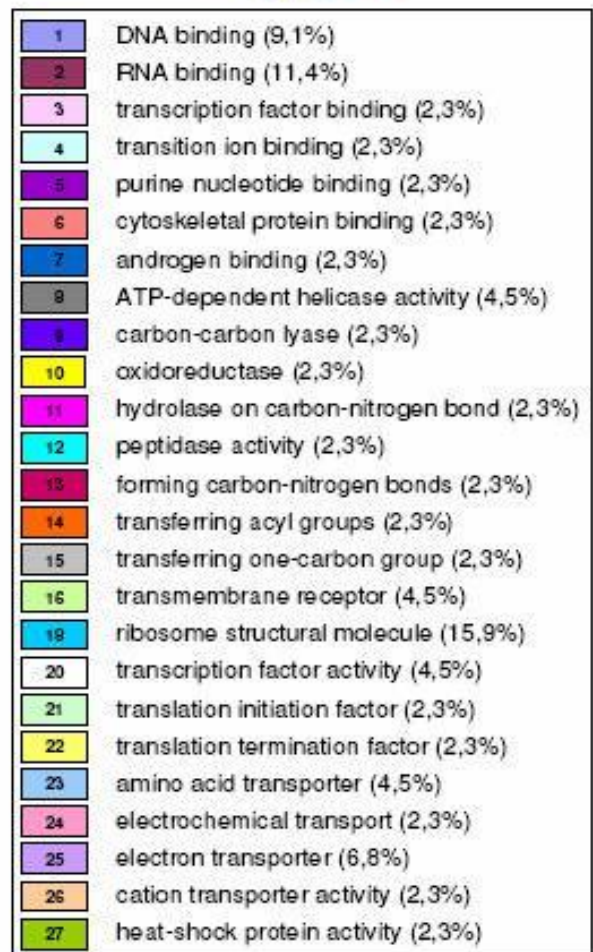 1 DNA binding (9,1%)
2 RNA binding (11,4%)
3 transcription factor binding (2,3%)
4 transition ion binding (2,3%)
5 purine nucleotide binding (2,3%)
6 cytoskeletal protein binding (2,3%)
7 androgen binding (2,3%)
8 ATP-dependent helicase activity (4,5%)
9 carbon-carbon lyase (2,3%)
10 oxidoreductase (2,3%)
11 hydrolase on carbon-nitrogen bond (2,3%)
12 peptidase activity (2,3%)
13 forming carbon-nitrogen bonds (2,3%)
14 transferring acyl groups (2,3%)
15 transferring one-carbon group (2,3%)
16 transmembrane receptor (4,5%)
19 ribosome structural molecule (15,9%)
20 transcription factor activity (4,5%)
21 translation initiation factor (2,3%)
22 translation termination factor (2,3%)
23 amino acid transporter (4,5%)
24 electrochemical transport (2,3%)
25 electron transporter (6,8%)
26 cation transporter activity (2,3%)
27 heat-shock protein activity (2,3%)